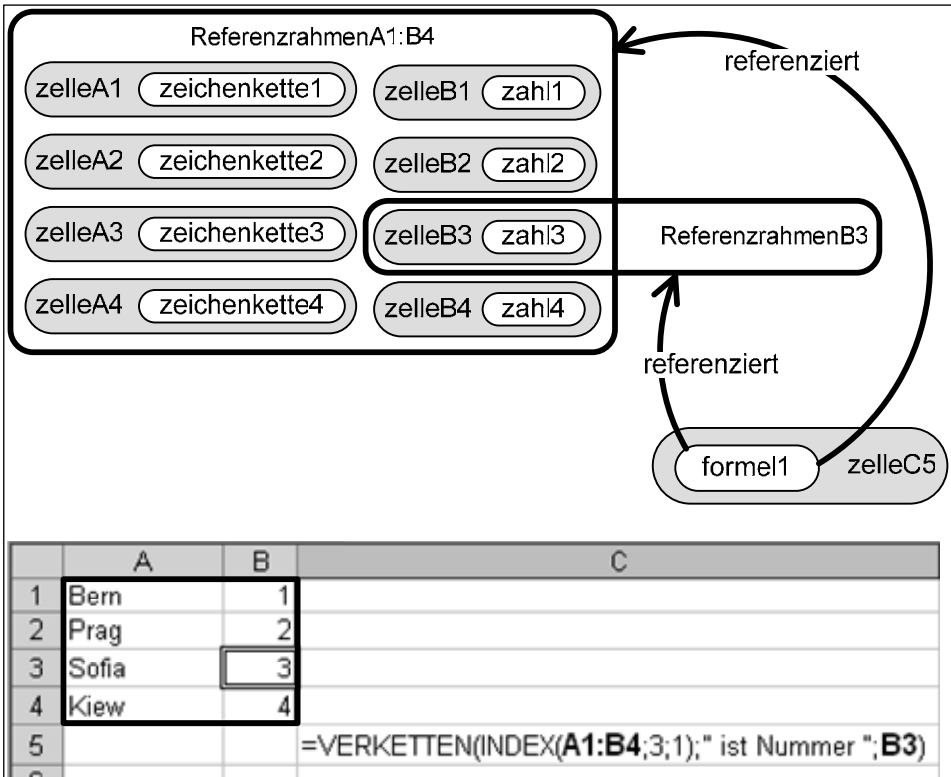 ReferenzrahmenA1:B4
referenziert
zelleA1 zeichenkette1 zelleB1 zahl1
zelleA2 zeichenkette2 zelleB2 zahl2
zelleA3 zeichenkette3 zelleB3 zahl3 ReferenzrahmenB3
zelleA4 zeichenkette4 zelleB4 zahl4
referenziert
formel1 zelleC5
A B C
1 Bern 1
2 Prag 2
3 Sofia 3
4 Kiew 4
5 =VERKETTEN(INDEX(A1:B4;3;1);" ist Nummer ";B3)